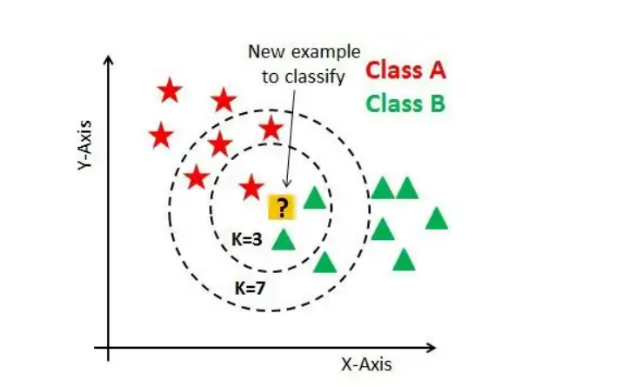 New example
to classify
Class A
Class B
Y-Axis
?
K=3
K=7
X-Axis